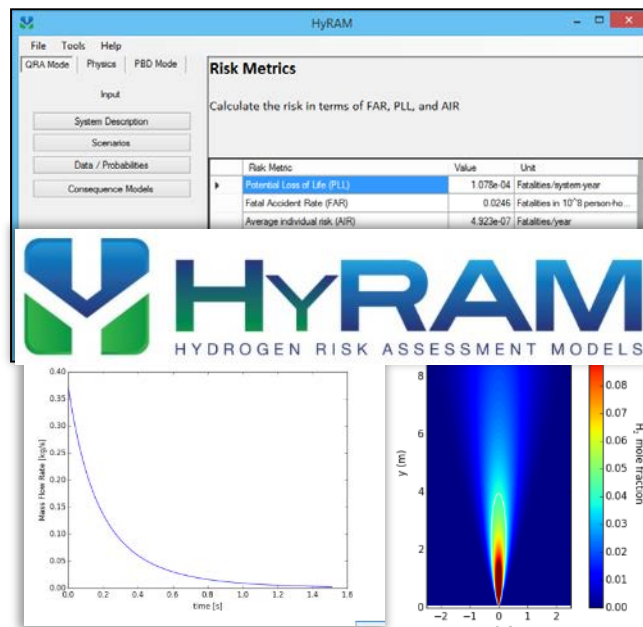 HyRAM
File Tools Help
QRA Mode Physics PBD Mode
Input
System Description
Scenarios
Data / Probabilities
Consequence Models
Risk Metrics
Calculate the risk in terms of FAR, PLL, and AIR
Risk Metric Value Unit
Potential Loss of Life (PLL) 1.078e-04 Fatalities/system-year
Fatal Accident Rate (FAR) 0.0246 Fatalities in 10^8 person-ho...
Average individual risk (AIR) 4.923e-07 Fatalities/year
HyRAM
HYDROGEN RISK ASSESSMENT MODELS
Mass Flow Rate [kg/s]
0.40
0.35
0.30
0.25
0.20
0.15
0.10
0.05
0.00
0.0 0.2 0.4 0.6 0.8 1.0 1.2 1.4 1.6
time [s]
y (m)
8
6
4
2
0
−2 −1 0 1 2
0.08
0.07
0.06
0.05
0.04
0.03
0.02
0.01
0.00
H2 mole fraction